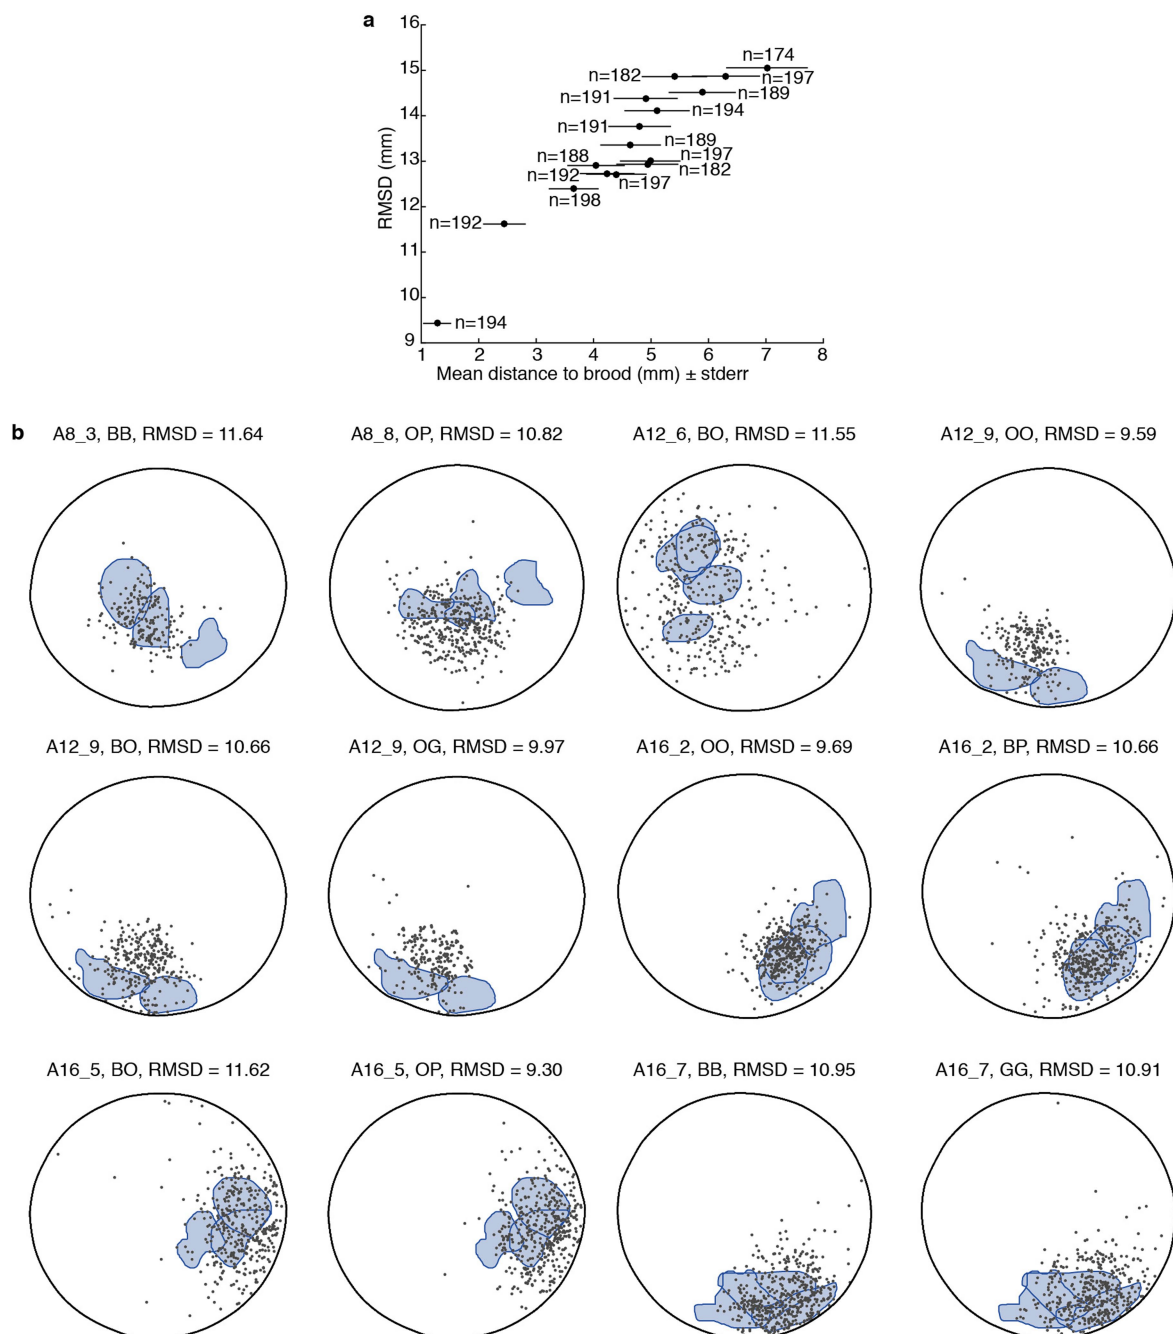 a
16
n=174
15
n=182
n=197
n=191
n=189
14
n=194
n=191
RMSD (mm)
n=189
13
n=188
n=197
n=182
n=192
n=197
n=198
12
n=192
11
10
n=194
9
1 2 3 4 5 6 7 8
Mean distance to brood (mm) ± stderr
b
A8_3, BB, RMSD = 11.64
A8_8, OP, RMSD = 10.82
A12_6, BO, RMSD = 11.55
A12_9, OO, RMSD = 9.59
A12_9, BO, RMSD = 10.66
A12_9, OG, RMSD = 9.97
A16_2, OO, RMSD = 9.69
A16_2, BP, RMSD = 10.66
A16_5, BO, RMSD = 11.62
A16_5, OP, RMSD = 9.30
A16_7, BB, RMSD = 10.95
A16_7, GG, RMSD = 10.91